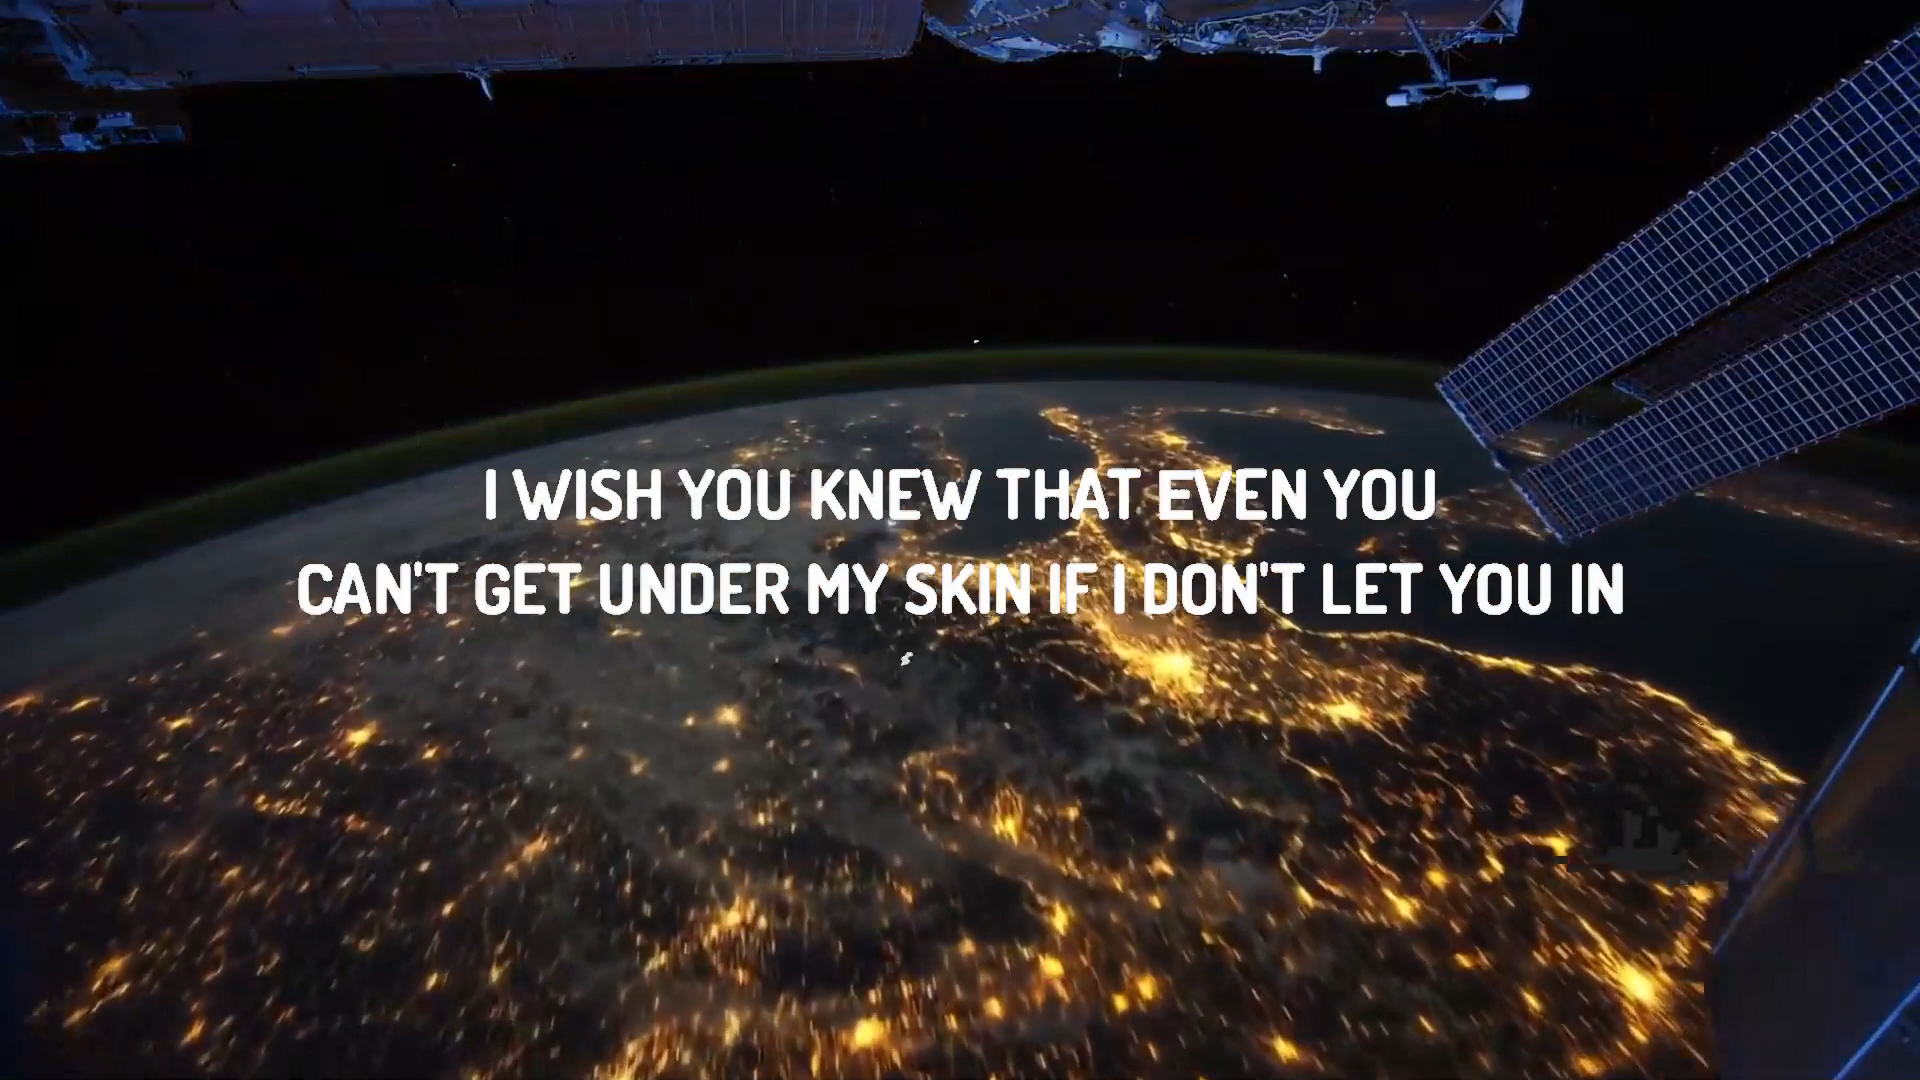 I WISH YOU KNEW THAT EVEN YOU
CAN'T GET UNDER MY SKIN IF I DON'T LET YOU IN